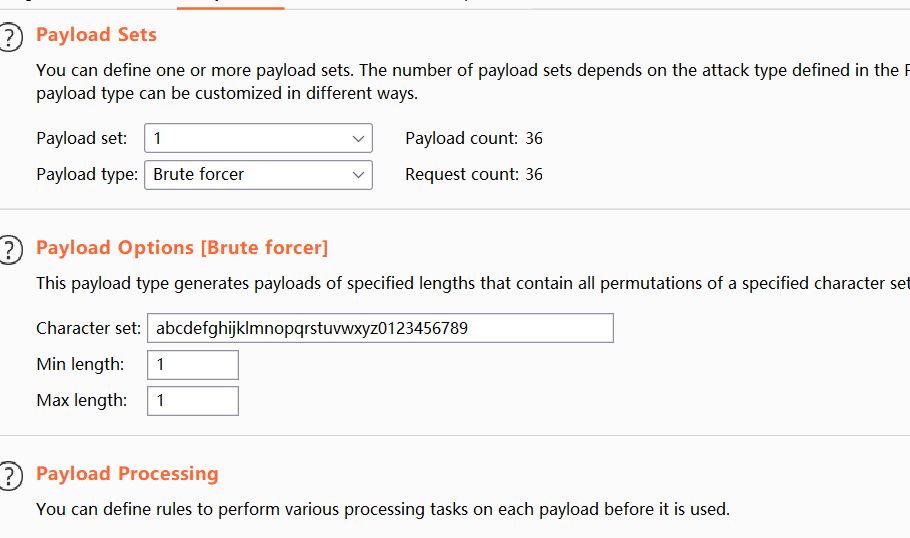 Payload Sets
You can define one or more payload sets. The number of payload sets depends on the attack type defined in the
payload type can be customized in different ways.
Payload set: 1 Payload count: 36
Payload type: Brute forcer Request count: 36
Payload Options [Brute forcer]
This payload type generates payloads of specified lengths that contain all permutations of a specified character set
Character set: abcdefghijklmnopqrstuvwxyz0123456789
Min length: 1
Max length: 1
Payload Processing
You can define rules to perform various processing tasks on each payload before it is used.